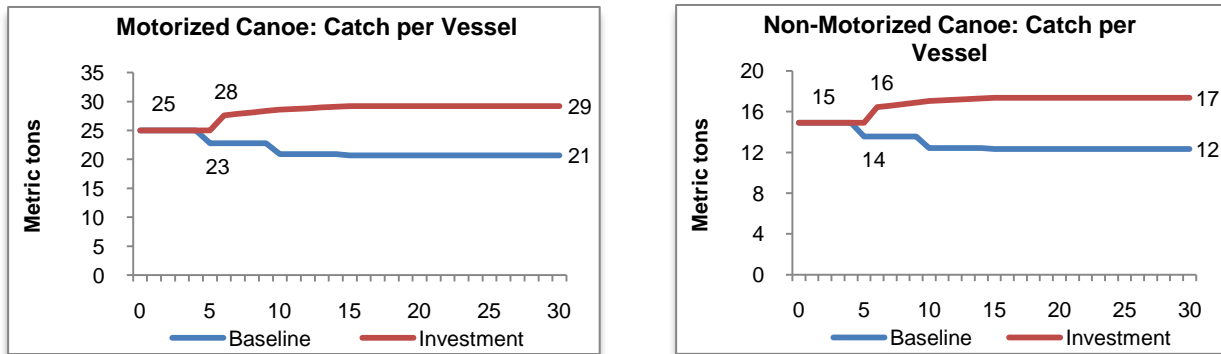 Motorized Canoe: Catch per Vessel
35
30
25
20
15
10
5
0
Metric tons
25
28
23
29
21
0 5 10 15 20 25 30
Baseline Investment
Non-Motorized Canoe: Catch per
Vessel
20
16
12
8
4
0
Metric tons
15
16
14
17
12
0 5 10 15 20 25 30
Baseline Investment